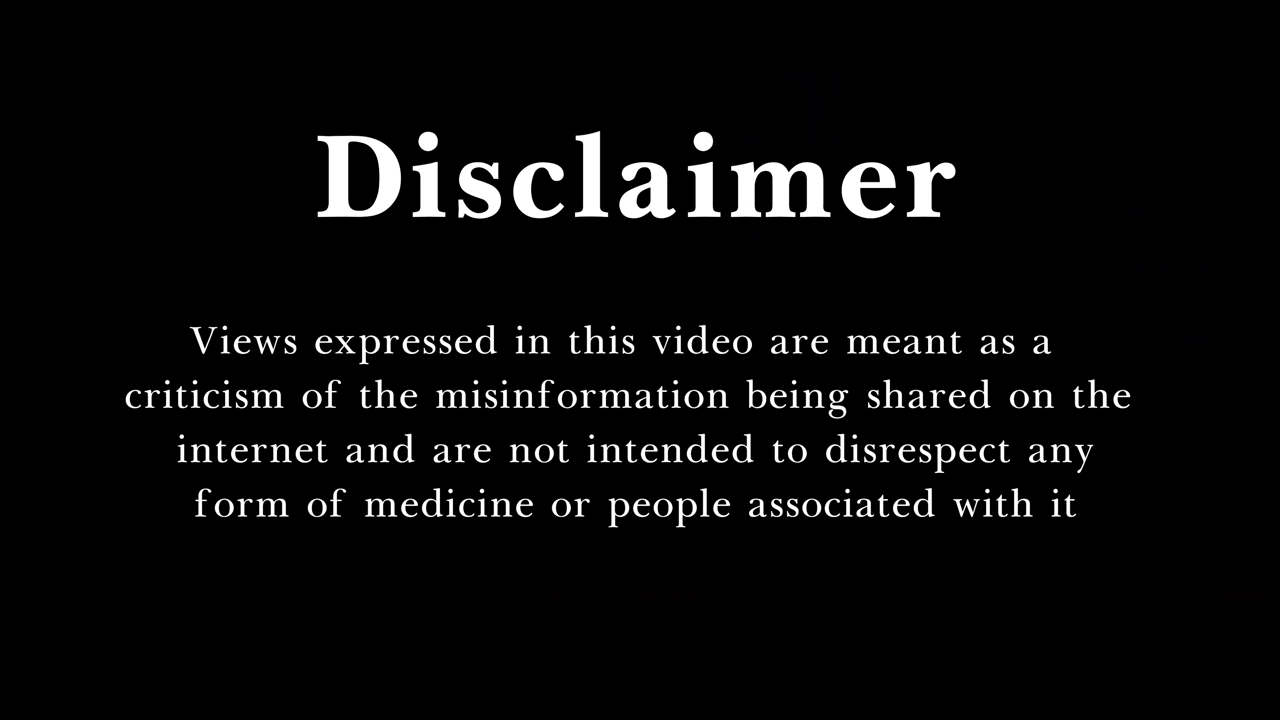 Disclaimer
Views expressed in this video are meant as a
criticism of the misinformation being shared on the
internet and are not intended to disrespect any
form of medicine or people associated with it